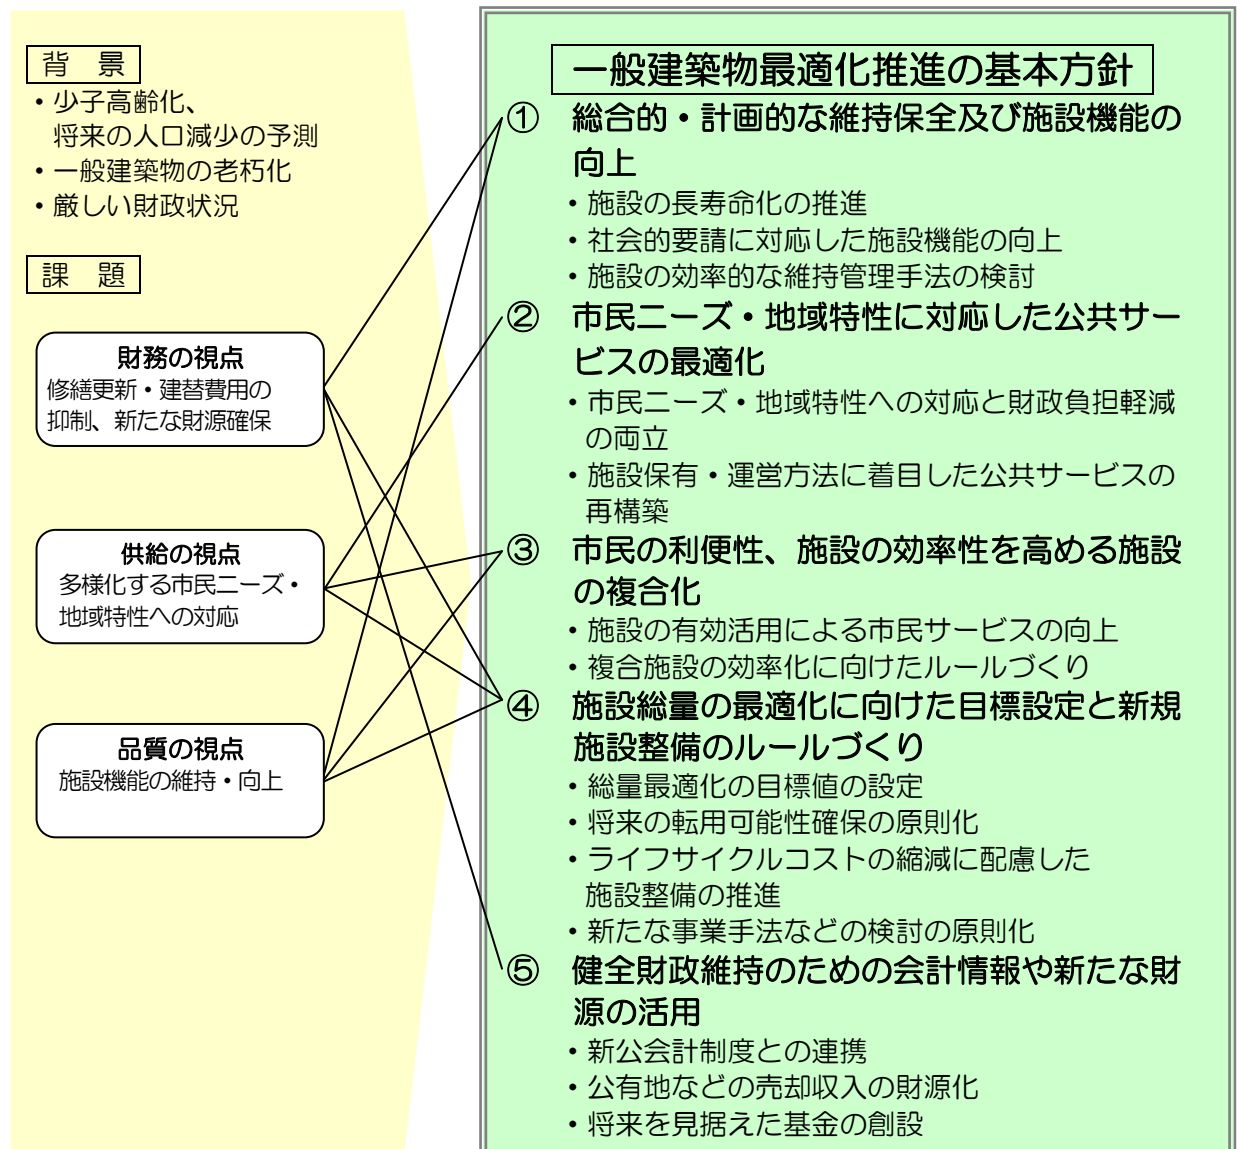 背　景
・少子高齢化、
将来の人口減少の予測
・一般建築物の老朽化
・厳しい財政状況
課　題
財務の視点
修繕更新・建替費用の
抑制、新たな財源確保
供給の視点
多様化する市民ニーズ・
地域特性への対応
品質の視点
施設機能の維持・向上
一般建築物最適化推進の基本方針
①　総合的・計画的な維持保全及び施設機能の
向上
・施設の長寿命化の推進
・社会的要請に対応した施設機能の向上
・施設の効率的な維持管理手法の検討
②　市民ニーズ・地域特性に対応した公共サー
ビスの最適化
・市民ニーズ・地域特性への対応と財政負担軽減
の両立
・施設保有・運営方法に着目した公共サービスの
再構築
③　市民の利便性、施設の効率性を高める施設
の複合化
・施設の有効活用による市民サービスの向上
・複合施設の効率化に向けたルールづくり
④　施設総量の最適化に向けた目標設定と新規
施設整備のルールづくり
・総量最適化の目標値の設定
・将来の転用可能性確保の原則化
・ライフサイクルコストの縮減に配慮した
施設整備の推進
・新たな事業手法などの検討の原則化
⑤　健全財政維持のための会計情報や新たな財
源の活用
・新公会計制度との連携
・公有地などの売却収入の財源化
・将来を見据えた基金の創設